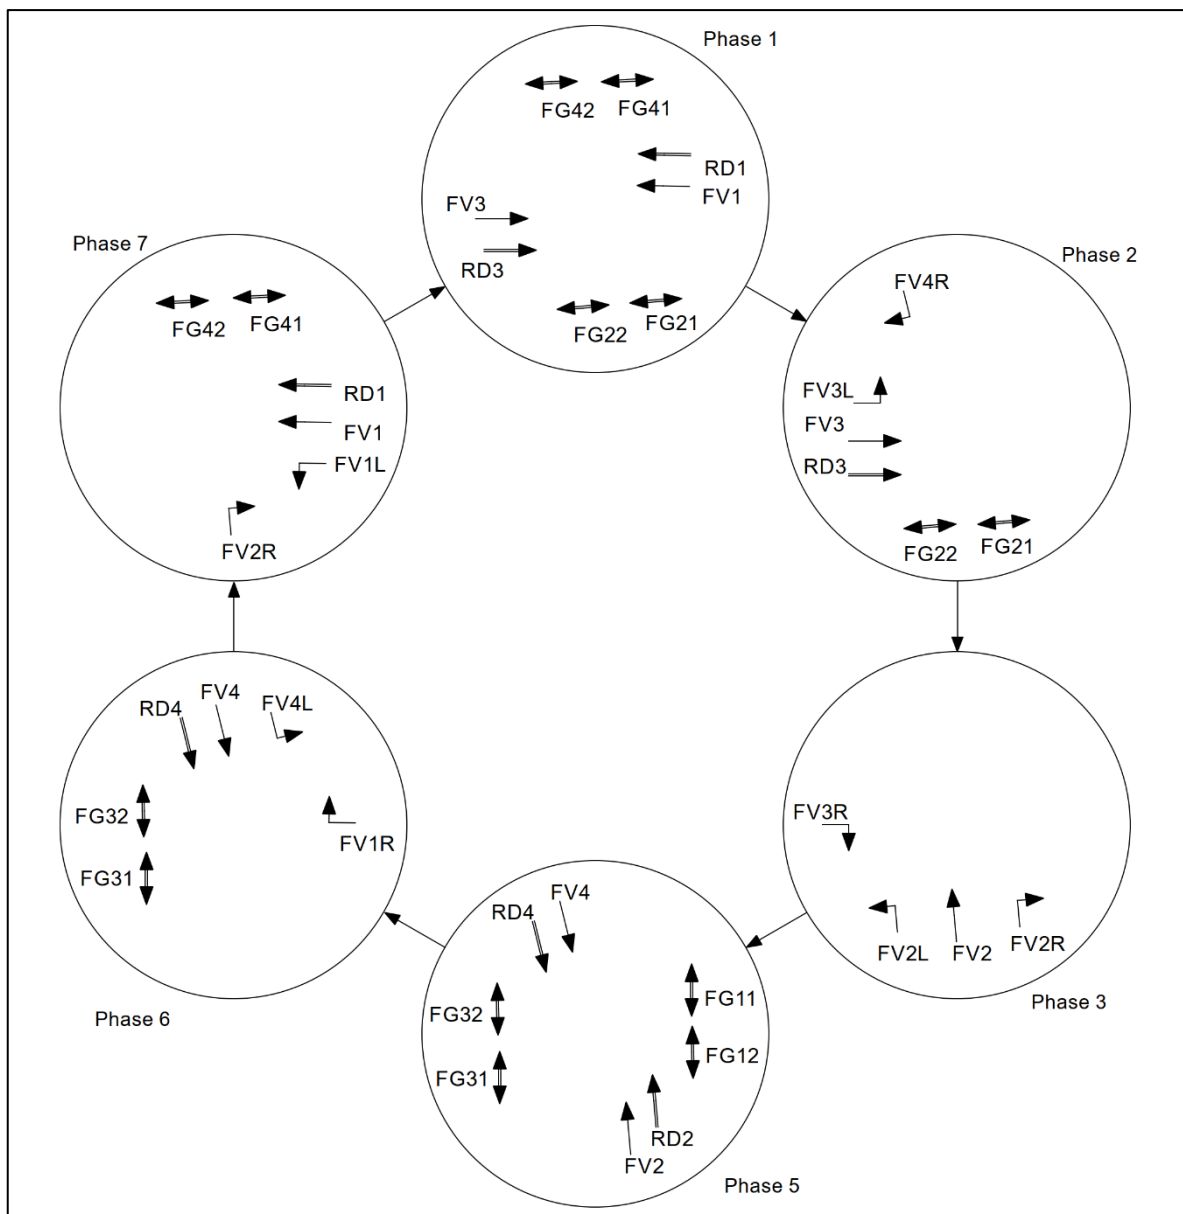 Phase 1
FG42
FG41
RD1
FV1
FV3
RD3
FG22
FG21
Phase 2
FV4R
FV3L
FV3
RD3
FG22
FG21
Phase 3
FV3R
FV2L
FV2
FV2R
Phase 5
FV4
RD4
FG32
FG31
FG11
FG12
RD2
FV2
Phase 6
FV4
FV4L
RD4
FG32
FG31
FV1R
Phase 7
FG42
FG41
RD1
FV1
FV1L
FV2R